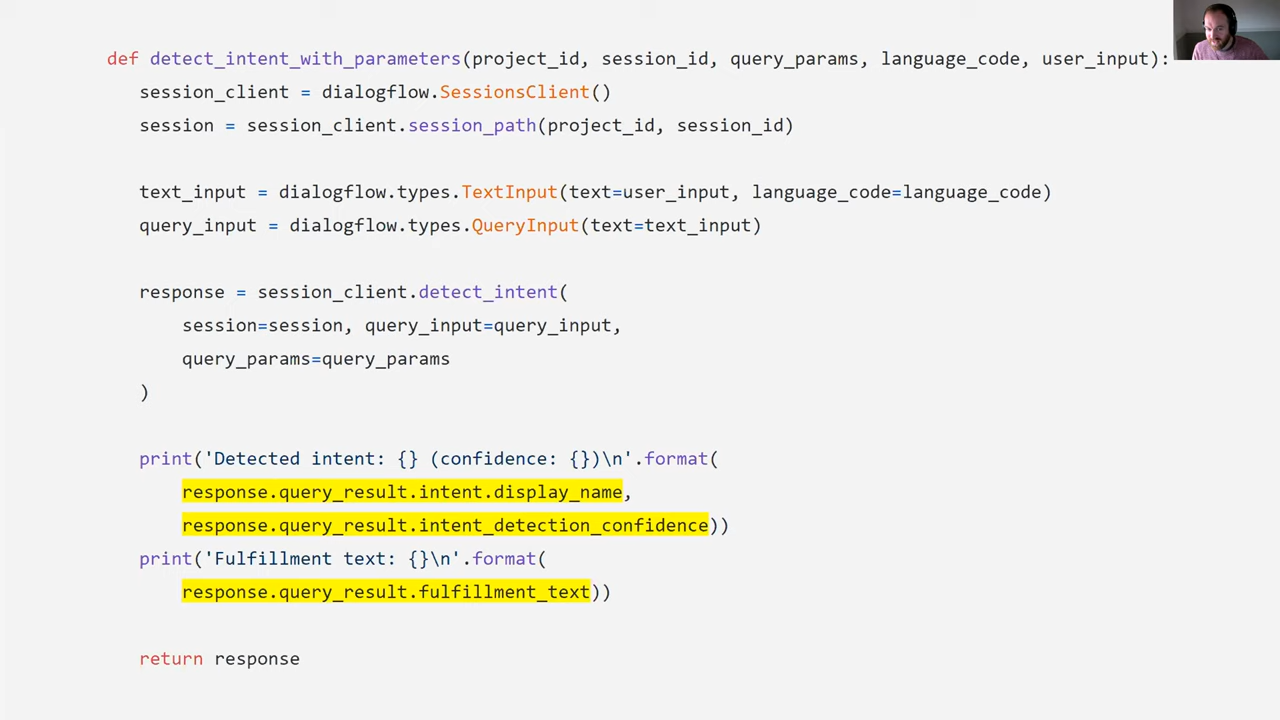 def detect_intent_with_parameters(project_id, session_id, query_params, language_code, user_input):
session_client = dialogflow.SessionsClient()
session = session_client.session_path(project_id, session_id)
text_input = dialogflow.types.TextInput(text=user_input, language_code=language_code)
query_input = dialogflow.types.QueryInput(text=text_input)
response = session_client.detect_intent(
session=session, query_input=query_input,
query_params=query_params
)
print('Detected intent: {} (confidence: {})\n'.format(
response.query_result.intent.display_name,
response.query_result.intent_detection_confidence))
print('Fulfillment text: {}\n'.format(
response.query_result.fulfillment_text))
return response